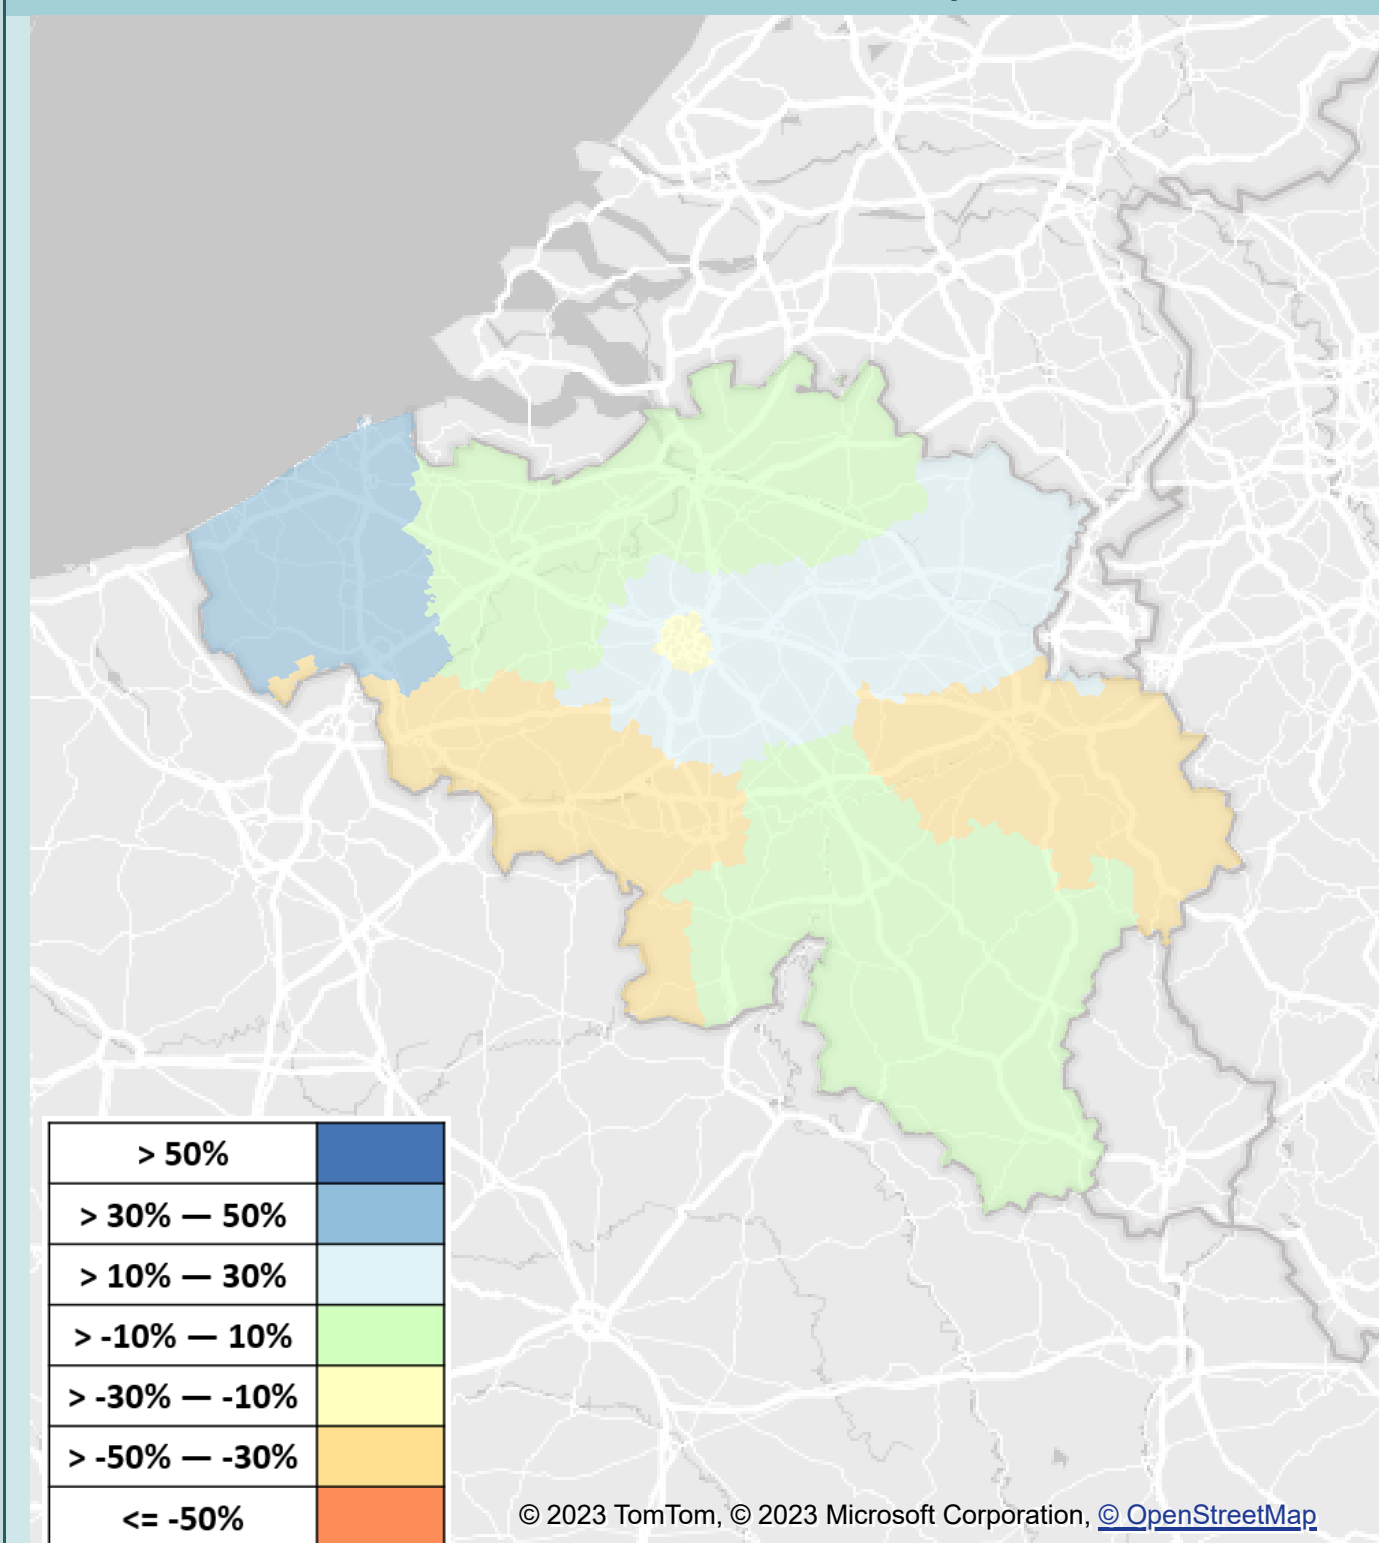 > 50%
> 30% — 50%
> 10% — 30%
> -10% — 10%
> -30% — -10%
> -50% — -30%
<= -50%
© 2023 TomTom, © 2023 Microsoft Corporation, © OpenStreetMap